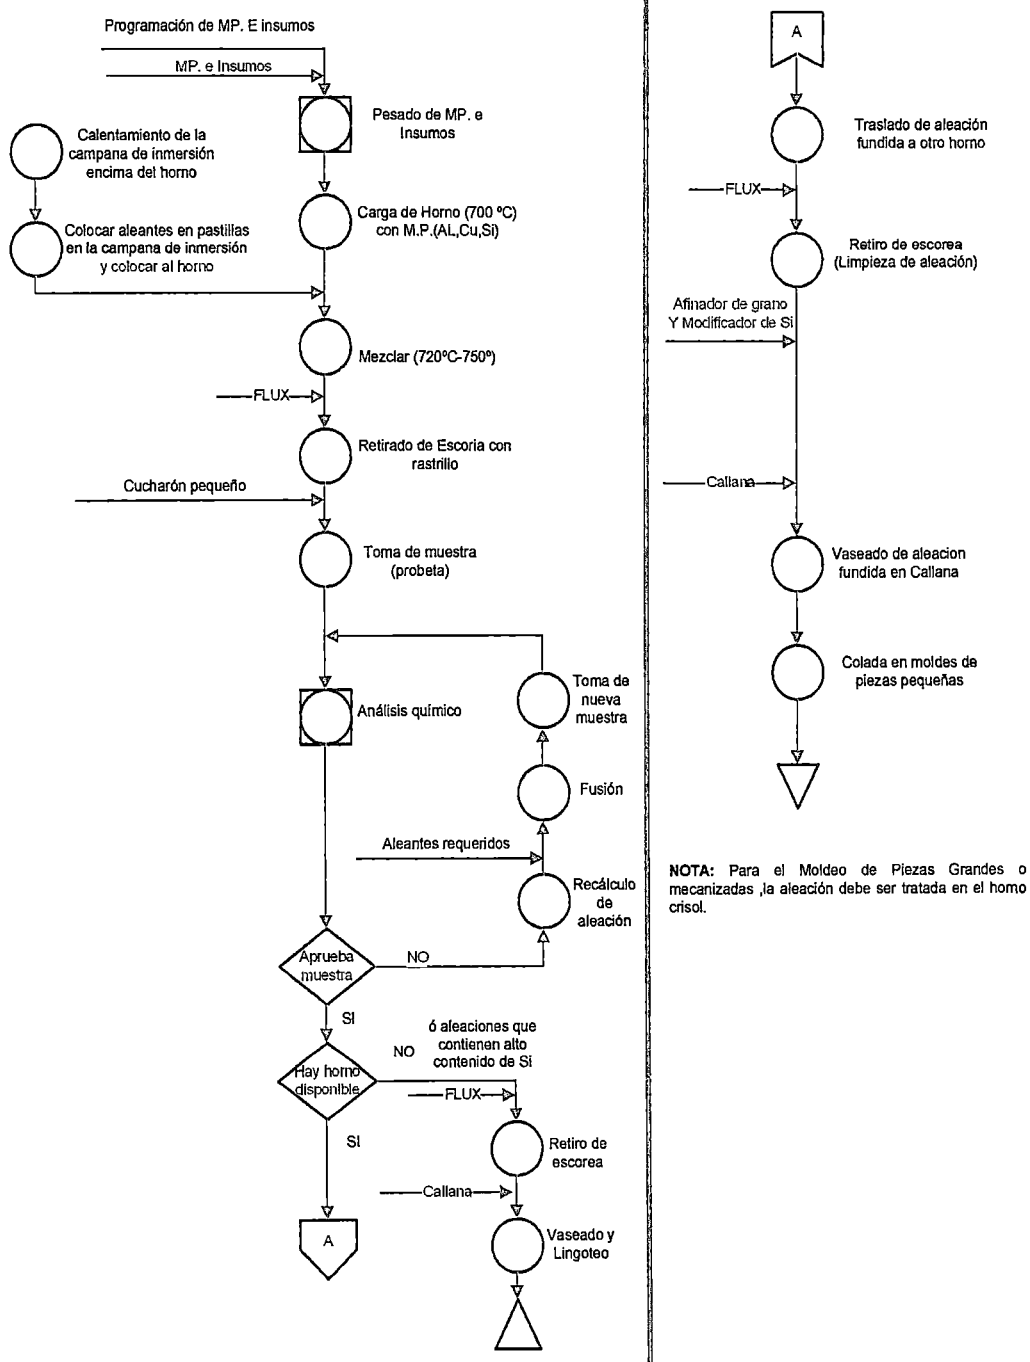 Programación de MP. E insumos
MP. e Insumos
Pesado de MP. e
Insumos
Calentamiento de la
campana de inmersión
encima del horno
Colocar aleantes en pastillas
en la campana de inmersión
y colocar al horno
Carga de Horno (700 ºC)
con M.P.(AL,Cu,Si)
Mezclar (720ºC-750º)
FLUX
Retirado de Escoria con
rastrillo
Cucharón pequeño
Toma de muestra
(probeta)
Análisis químico
Toma de
nueva
muestra
Fusión
Aleantes requeridos
Recálculo
de
aleación
Aprueba
muestra
NO
SI
Hay horno
disponible
NO
ó aleaciones que
contienen alto
contenido de Si
FLUX
SI
Retiro de
escorea
Callana
A
Vaseado y
Lingoteo
A
Traslado de aleación
fundida a otro horno
FLUX
Retiro de escorea
(Limpieza de aleación)
Afinador de grano
Y Modificador de Si
Callana
Vaseado de aleacion
fundida en Callana
Colada en moldes de
piezas pequeñas
NOTA: Para el Moldeo de Piezas Grandes o
mecanizadas ,la aleación debe ser tratada en el horno
crisol.